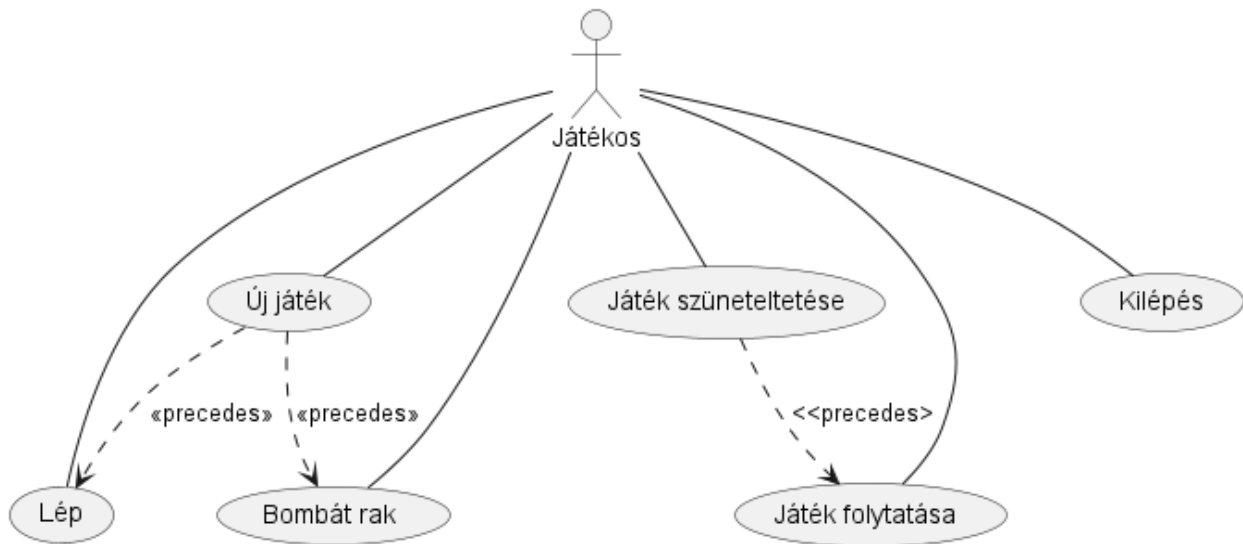 Játékos
Új játék
Játék szüneteltetése
Kilépés
«precedes»
«precedes»
<<precedes>
Lép
Bombát rak
Játék folytatása